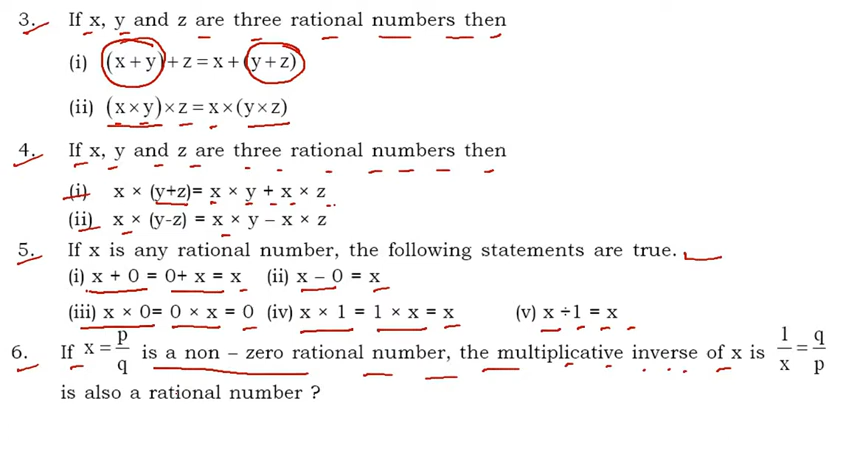 3. If x, y and z are three rational numbers then
(i) (x + y) + z = x + (y + z)
(ii) (x × y) × z = x × (y × z)
4. If x, y and z are three rational numbers then
(i) x × (y+z)= x × y + x × z
(ii) x × (y-z) = x × y – x × z
5. If x is any rational number, the following statements are true.
(i) x + 0 = 0+ x = x (ii) x – 0 = x
(iii) x × 0= 0 × x = 0 (iv) x × 1 = 1 × x = x (v) x ÷1 = x
6. If x = p/q is a non – zero rational number, the multiplicative inverse of x is 1/x = q/p
is also a rational number ?